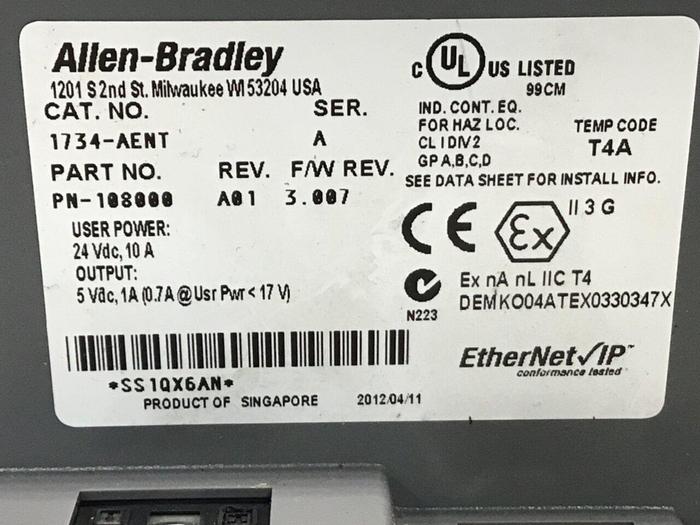 Allen-Bradley
1201 S 2nd St. Milwaukee WI 53204 USA
CAT. NO. SER.
1734-AENT A
PART NO. REV. F/W REV.
PN-108000 A01 3.007
USER POWER:
24 Vdc, 10 A
OUTPUT:
5 Vdc, 1A (0.7A @ Usr Pwr < 17 V)
*SS1QX6AN*
PRODUCT OF SINGAPORE 2012/04/11
C UL US LISTED
99CM
IND. CONT. EQ.
FOR HAZ LOC.
CL I DIV2
GP A,B,C,D
TEMP CODE
T4A
SEE DATA SHEET FOR INSTALL INFO.
CE Ex II 3 G
N223
Ex nA nL IIC T4
DEMKO04ATEX0330347X
EtherNet/IP™
conformance tested